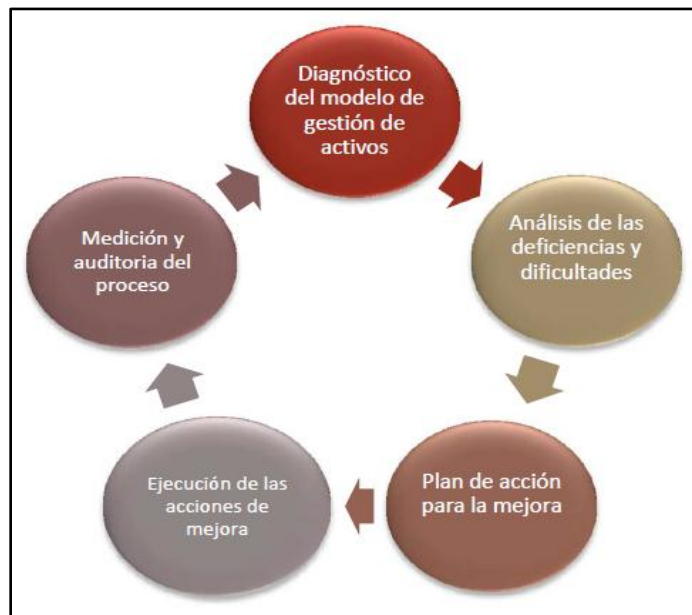 Diagnóstico
del modelo de
gestión de
activos
Análisis de las
deficiencias y
dificultades
Plan de acción
para la mejora
Ejecución de las
acciones de
mejora
Medición y
auditoria del
proceso